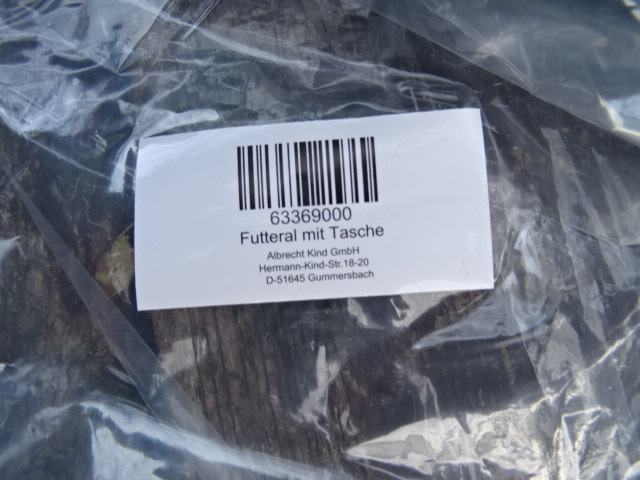 63369000
Futteral mit Tasche
Albrecht Kind GmbH
Hermann-Kind-Str.18-20
D-51645 Gummersbach